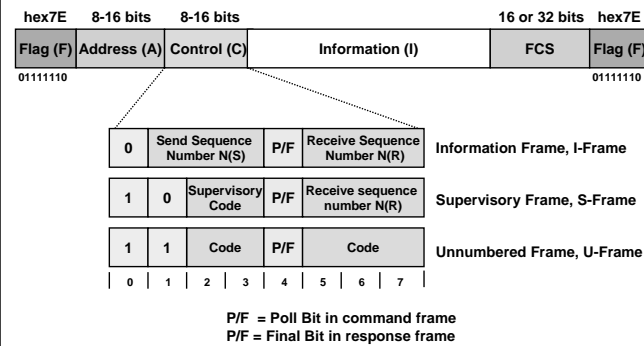 hex7E 8-16 bits 8-16 bits 16 or 32 bits hex7E
Flag (F) Address (A) Control (C) Information (I) FCS Flag (F)
01111110 01111110
0 Send Sequence Number N(S) P/F Receive Sequence Number N(R) Information Frame, I-Frame
1 0 Supervisory Code P/F Receive sequence number N(R) Supervisory Frame, S-Frame
1 1 Code P/F Code Unnumbered Frame, U-Frame
0 1 2 3 4 5 6 7
P/F = Poll Bit in command frame
P/F = Final Bit in response frame